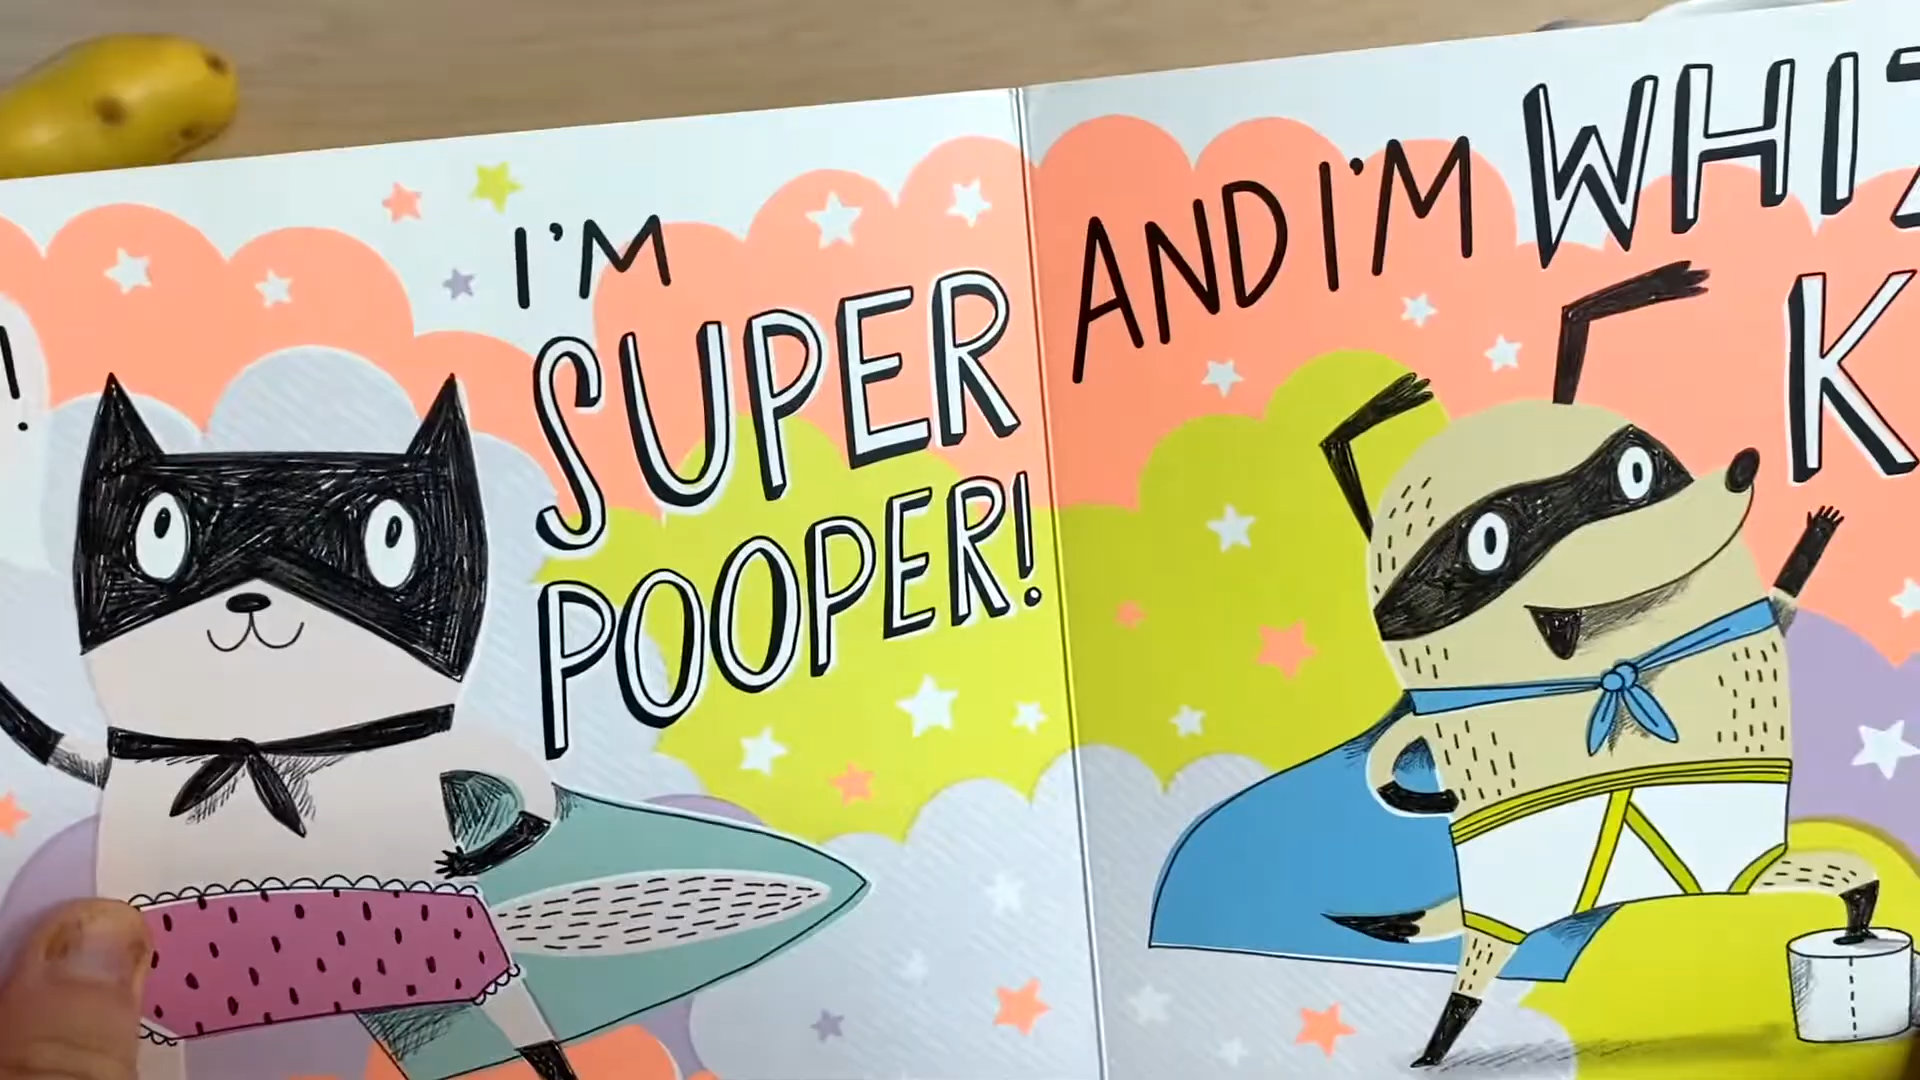 !
I'M
SUPER
POOPER!
AND I'M
K